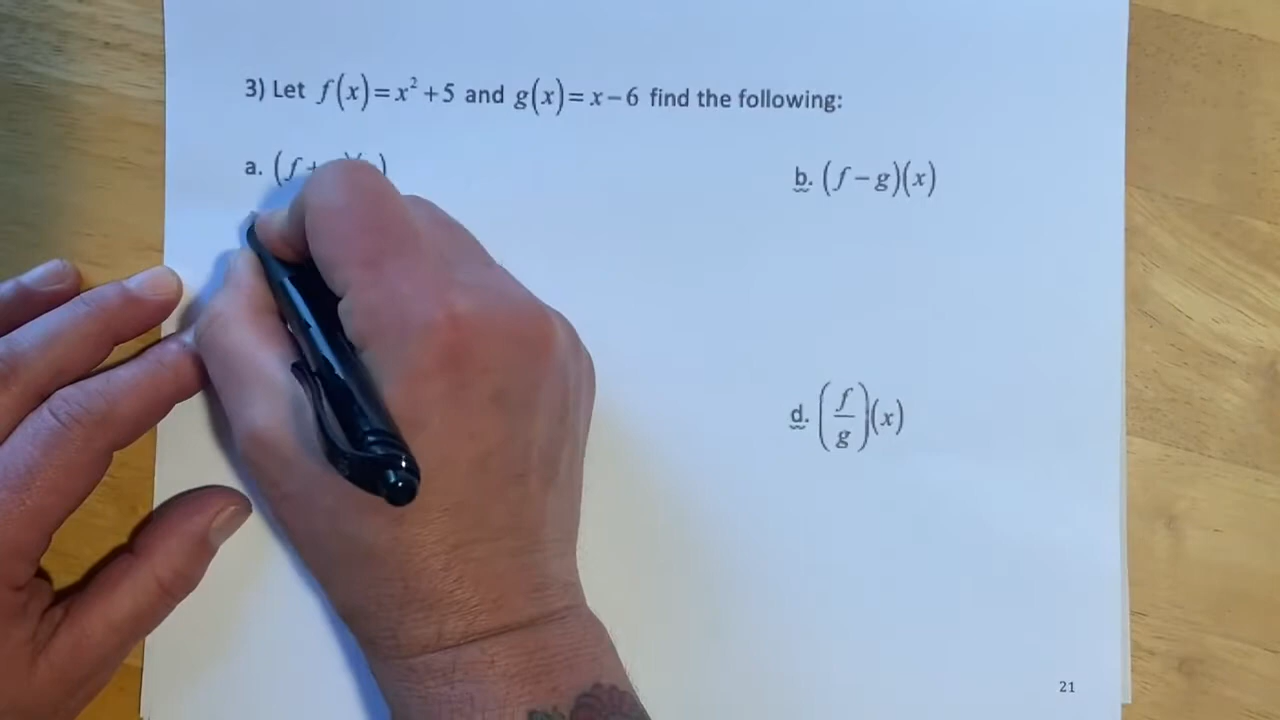 3) Let f(x)=x²+5 and g(x)=x−6 find the following:
a. (f+
b. (f−g)(x)
d. (f/g)(x)
21